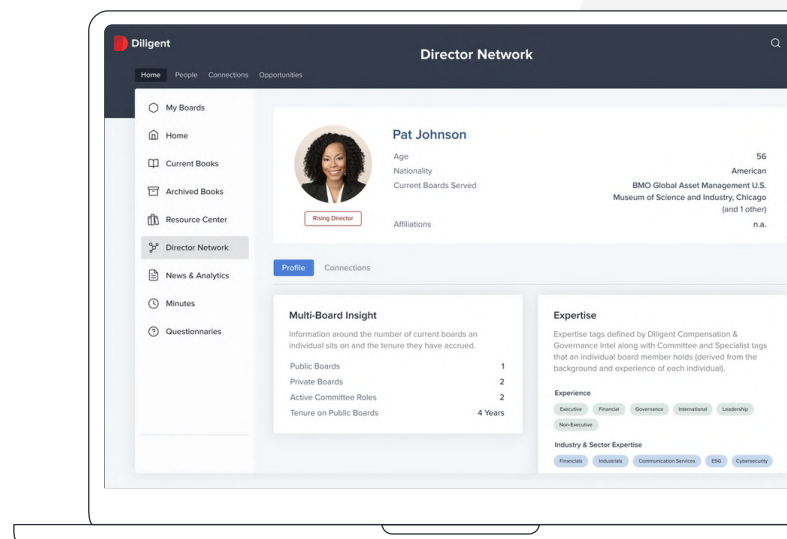 Diligent
Director Network
Home People Connections Opportunities
My Boards
Home
Current Books
Archived Books
Resource Center
Director Network
News & Analytics
Minutes
Questionnaries
Rising Director
Pat Johnson
Age 56
Nationality American
Current Boards Served BMO Global Asset Management U.S.
Museum of Science and Industry, Chicago
(and 1 other)
Affiliations n.a.
Profile Connections
Multi-Board Insight
Information around the number of current boards an
individual sits on and the tenure they have accrued.
Public Boards 1
Private Boards 2
Active Committee Roles 2
Tenure on Public Boards 4 Years
Expertise
Expertise tags defined by Diligent Compensation &
Governance Intel along with Committee and Specialist tags
that an individual board member holds (derived from the
background and experience of each individual).
Experience
Executive Financial Governance International Leadership
Non-Executive
Industry & Sector Expertise
Financials Industrials Communication Services ESG Cybersecurity